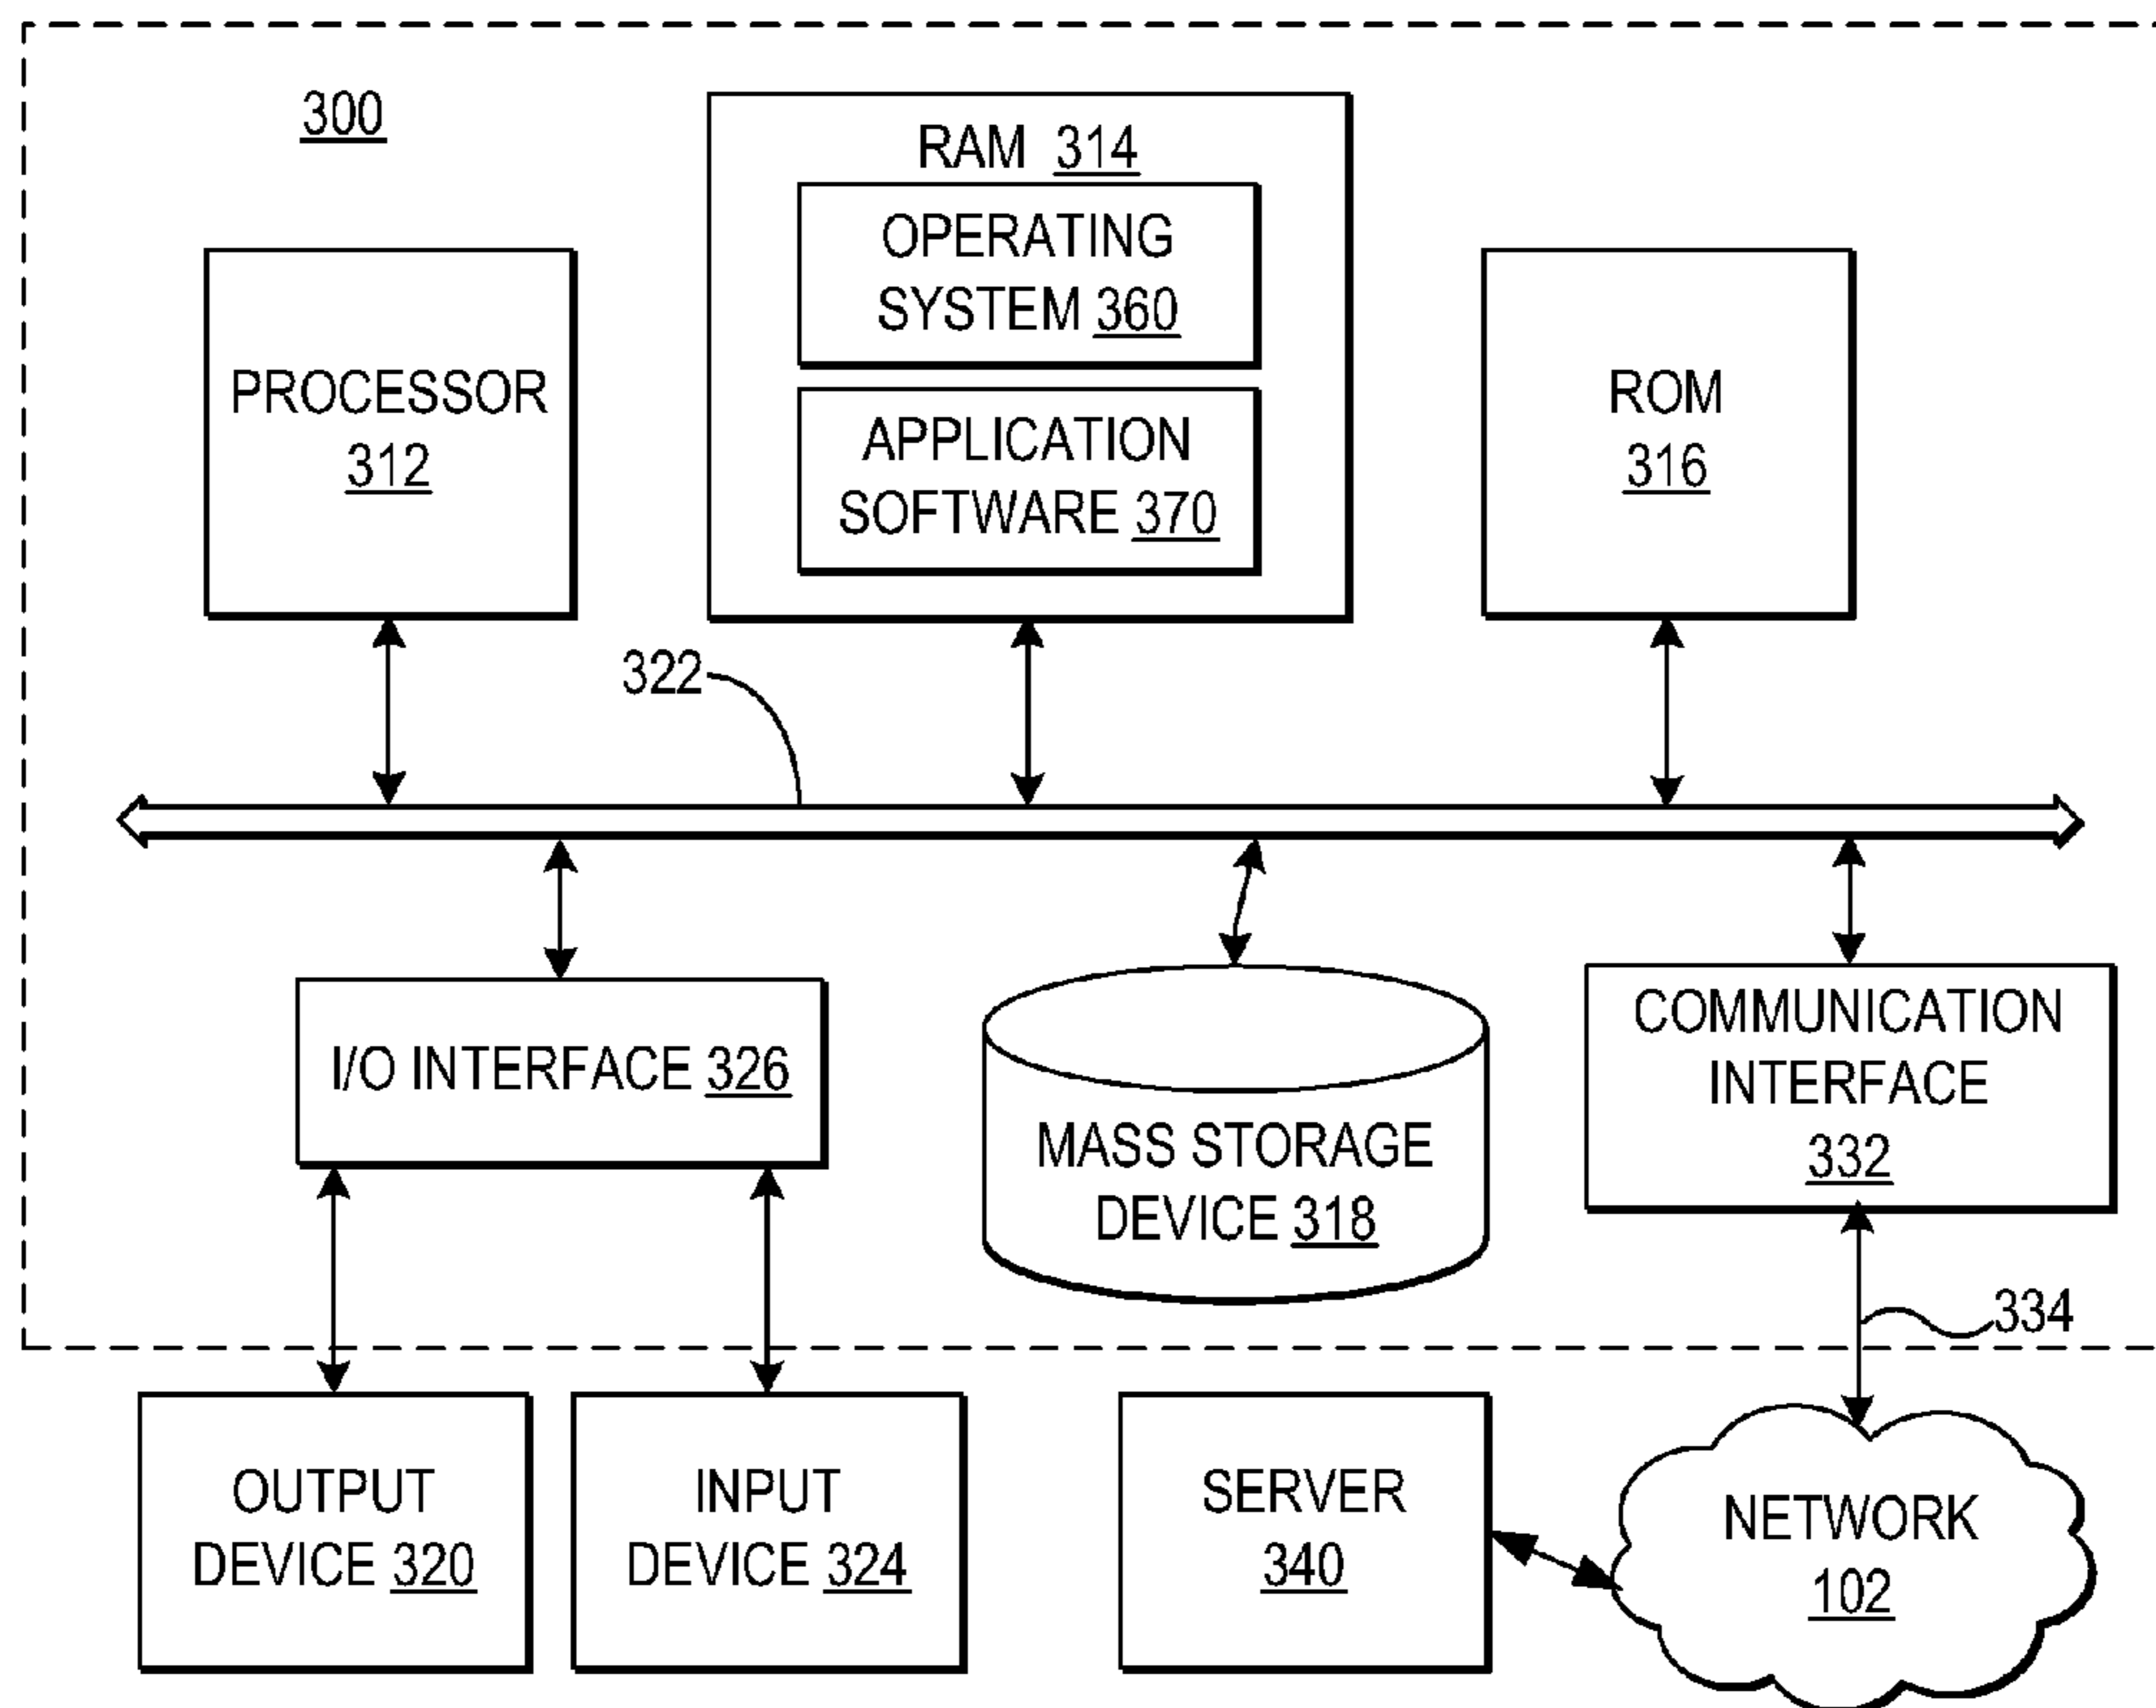 300
RAM 314
OPERATING
SYSTEM 360
APPLICATION
SOFTWARE 370
PROCESSOR
312
ROM
316
322
I/O INTERFACE 326
MASS STORAGE
DEVICE 318
COMMUNICATION
INTERFACE
332
334
OUTPUT
DEVICE 320
INPUT
DEVICE 324
SERVER
340
NETWORK
102